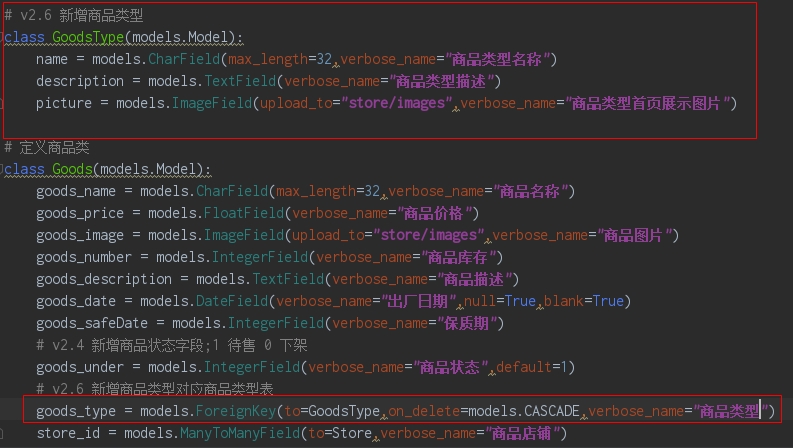 # v2.6 新增商品类型
class GoodsType(models.Model):
    name = models.CharField(max_length=32,verbose_name="商品类型名称")
    description = models.TextField(verbose_name="商品类型描述")
    picture = models.ImageField(upload_to="store/images",verbose_name="商品类型首页展示图片")
# 定义商品类
class Goods(models.Model):
    goods_name = models.CharField(max_length=32,verbose_name="商品名称")
    goods_price = models.FloatField(verbose_name="商品价格")
    goods_image = models.ImageField(upload_to="store/images",verbose_name="商品图片")
    goods_number = models.IntegerField(verbose_name="商品库存")
    goods_description = models.TextField(verbose_name="商品描述")
    goods_date = models.DateField(verbose_name="出厂日期",null=True,blank=True)
    goods_safeDate = models.IntegerField(verbose_name="保质期")
    # v2.4 新增商品状态字段;1 待售 0 下架
    goods_under = models.IntegerField(verbose_name="商品状态",default=1)
    # v2.6 新增商品类型对应商品类型表
    goods_type = models.ForeignKey(to=GoodsType,on_delete=models.CASCADE,verbose_name="商品类型")
    store_id = models.ManyToManyField(to=Store,verbose_name="商品店铺")